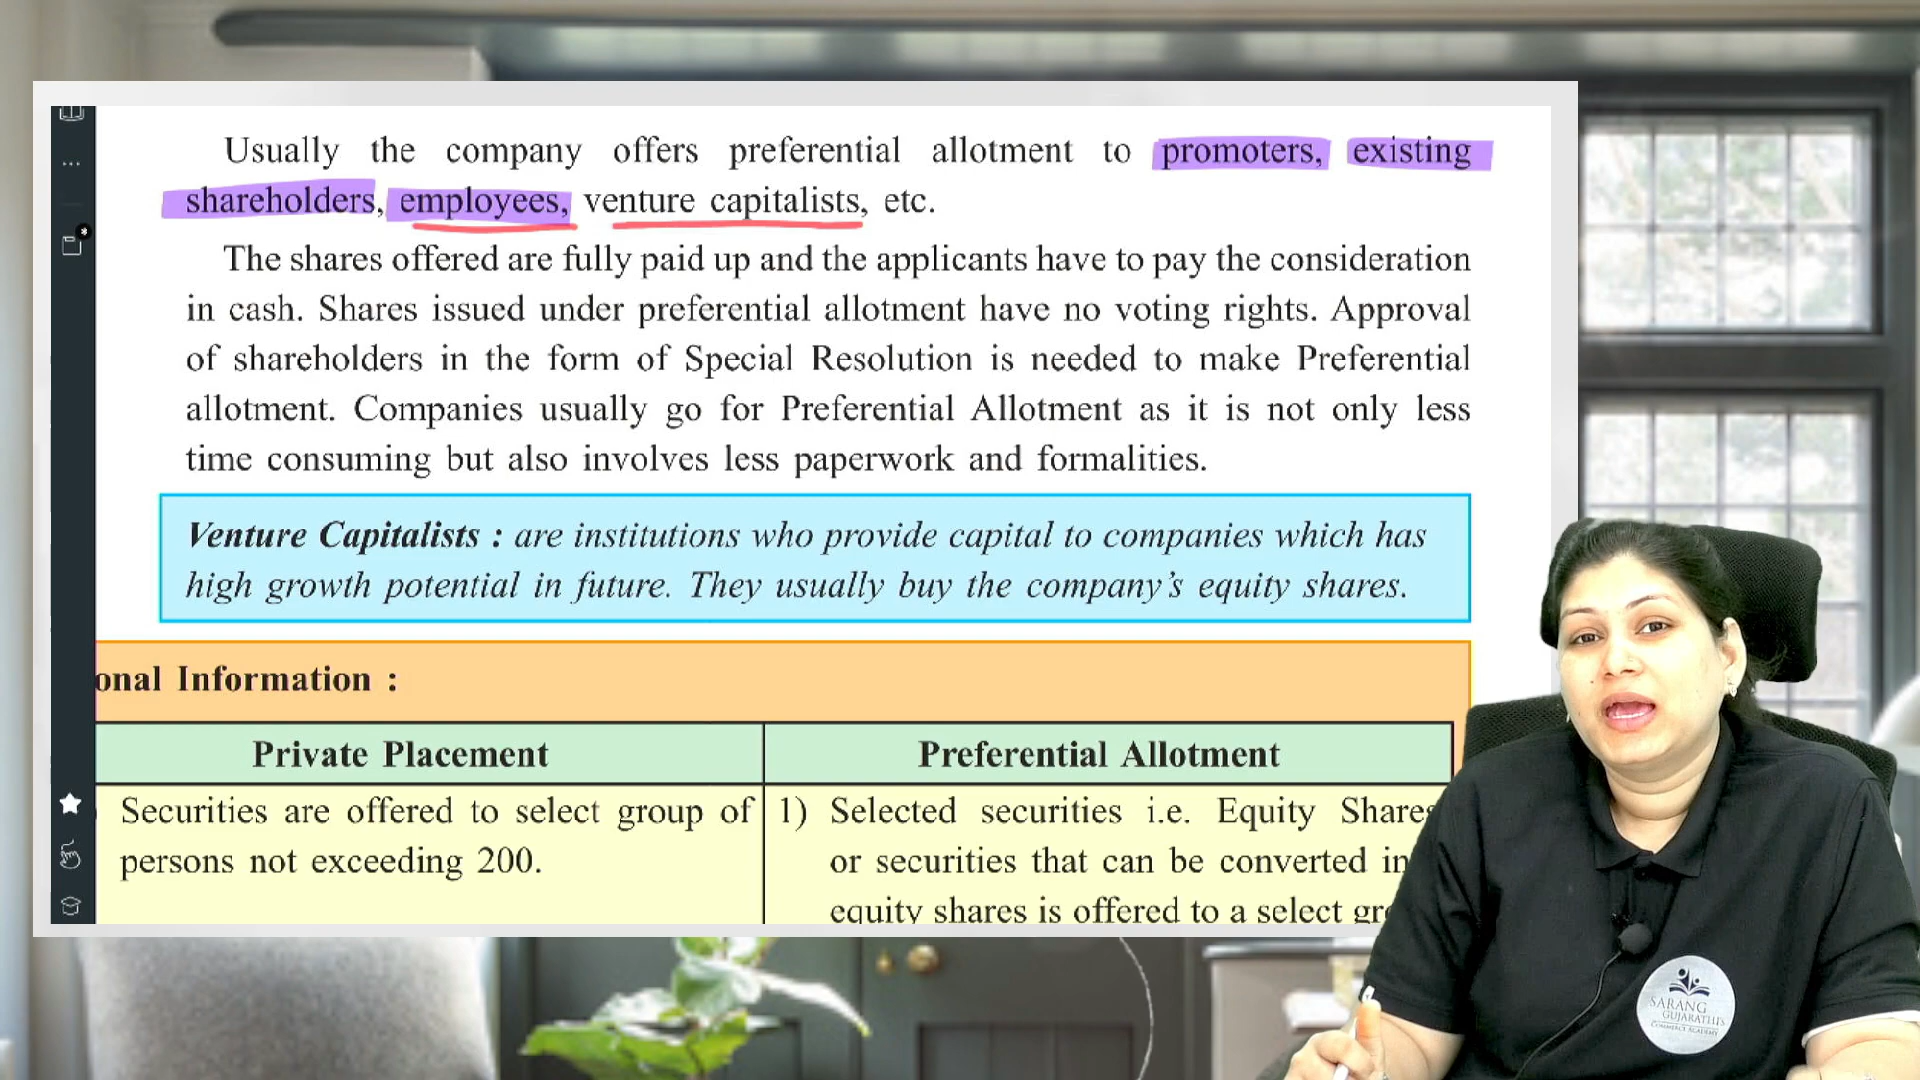 Usually the company offers preferential allotment to promoters, existing
shareholders, employees, venture capitalists, etc.
The shares offered are fully paid up and the applicants have to pay the consideration
in cash. Shares issued under preferential allotment have no voting rights. Approval
of shareholders in the form of Special Resolution is needed to make Preferential
allotment. Companies usually go for Preferential Allotment as it is not only less
time consuming but also involves less paperwork and formalities.
Venture Capitalists : are institutions who provide capital to companies which has
high growth potential in future. They usually buy the company's equity shares.
onal Information :
Private Placement
Securities are offered to select group of
persons not exceeding 200.
Preferential Allotment
1) Selected securities i.e. Equity Shares
or securities that can be converted in
equity shares is offered to a select gr
SARANG
GUJARATHI'S
COMMERCE ACADEMY